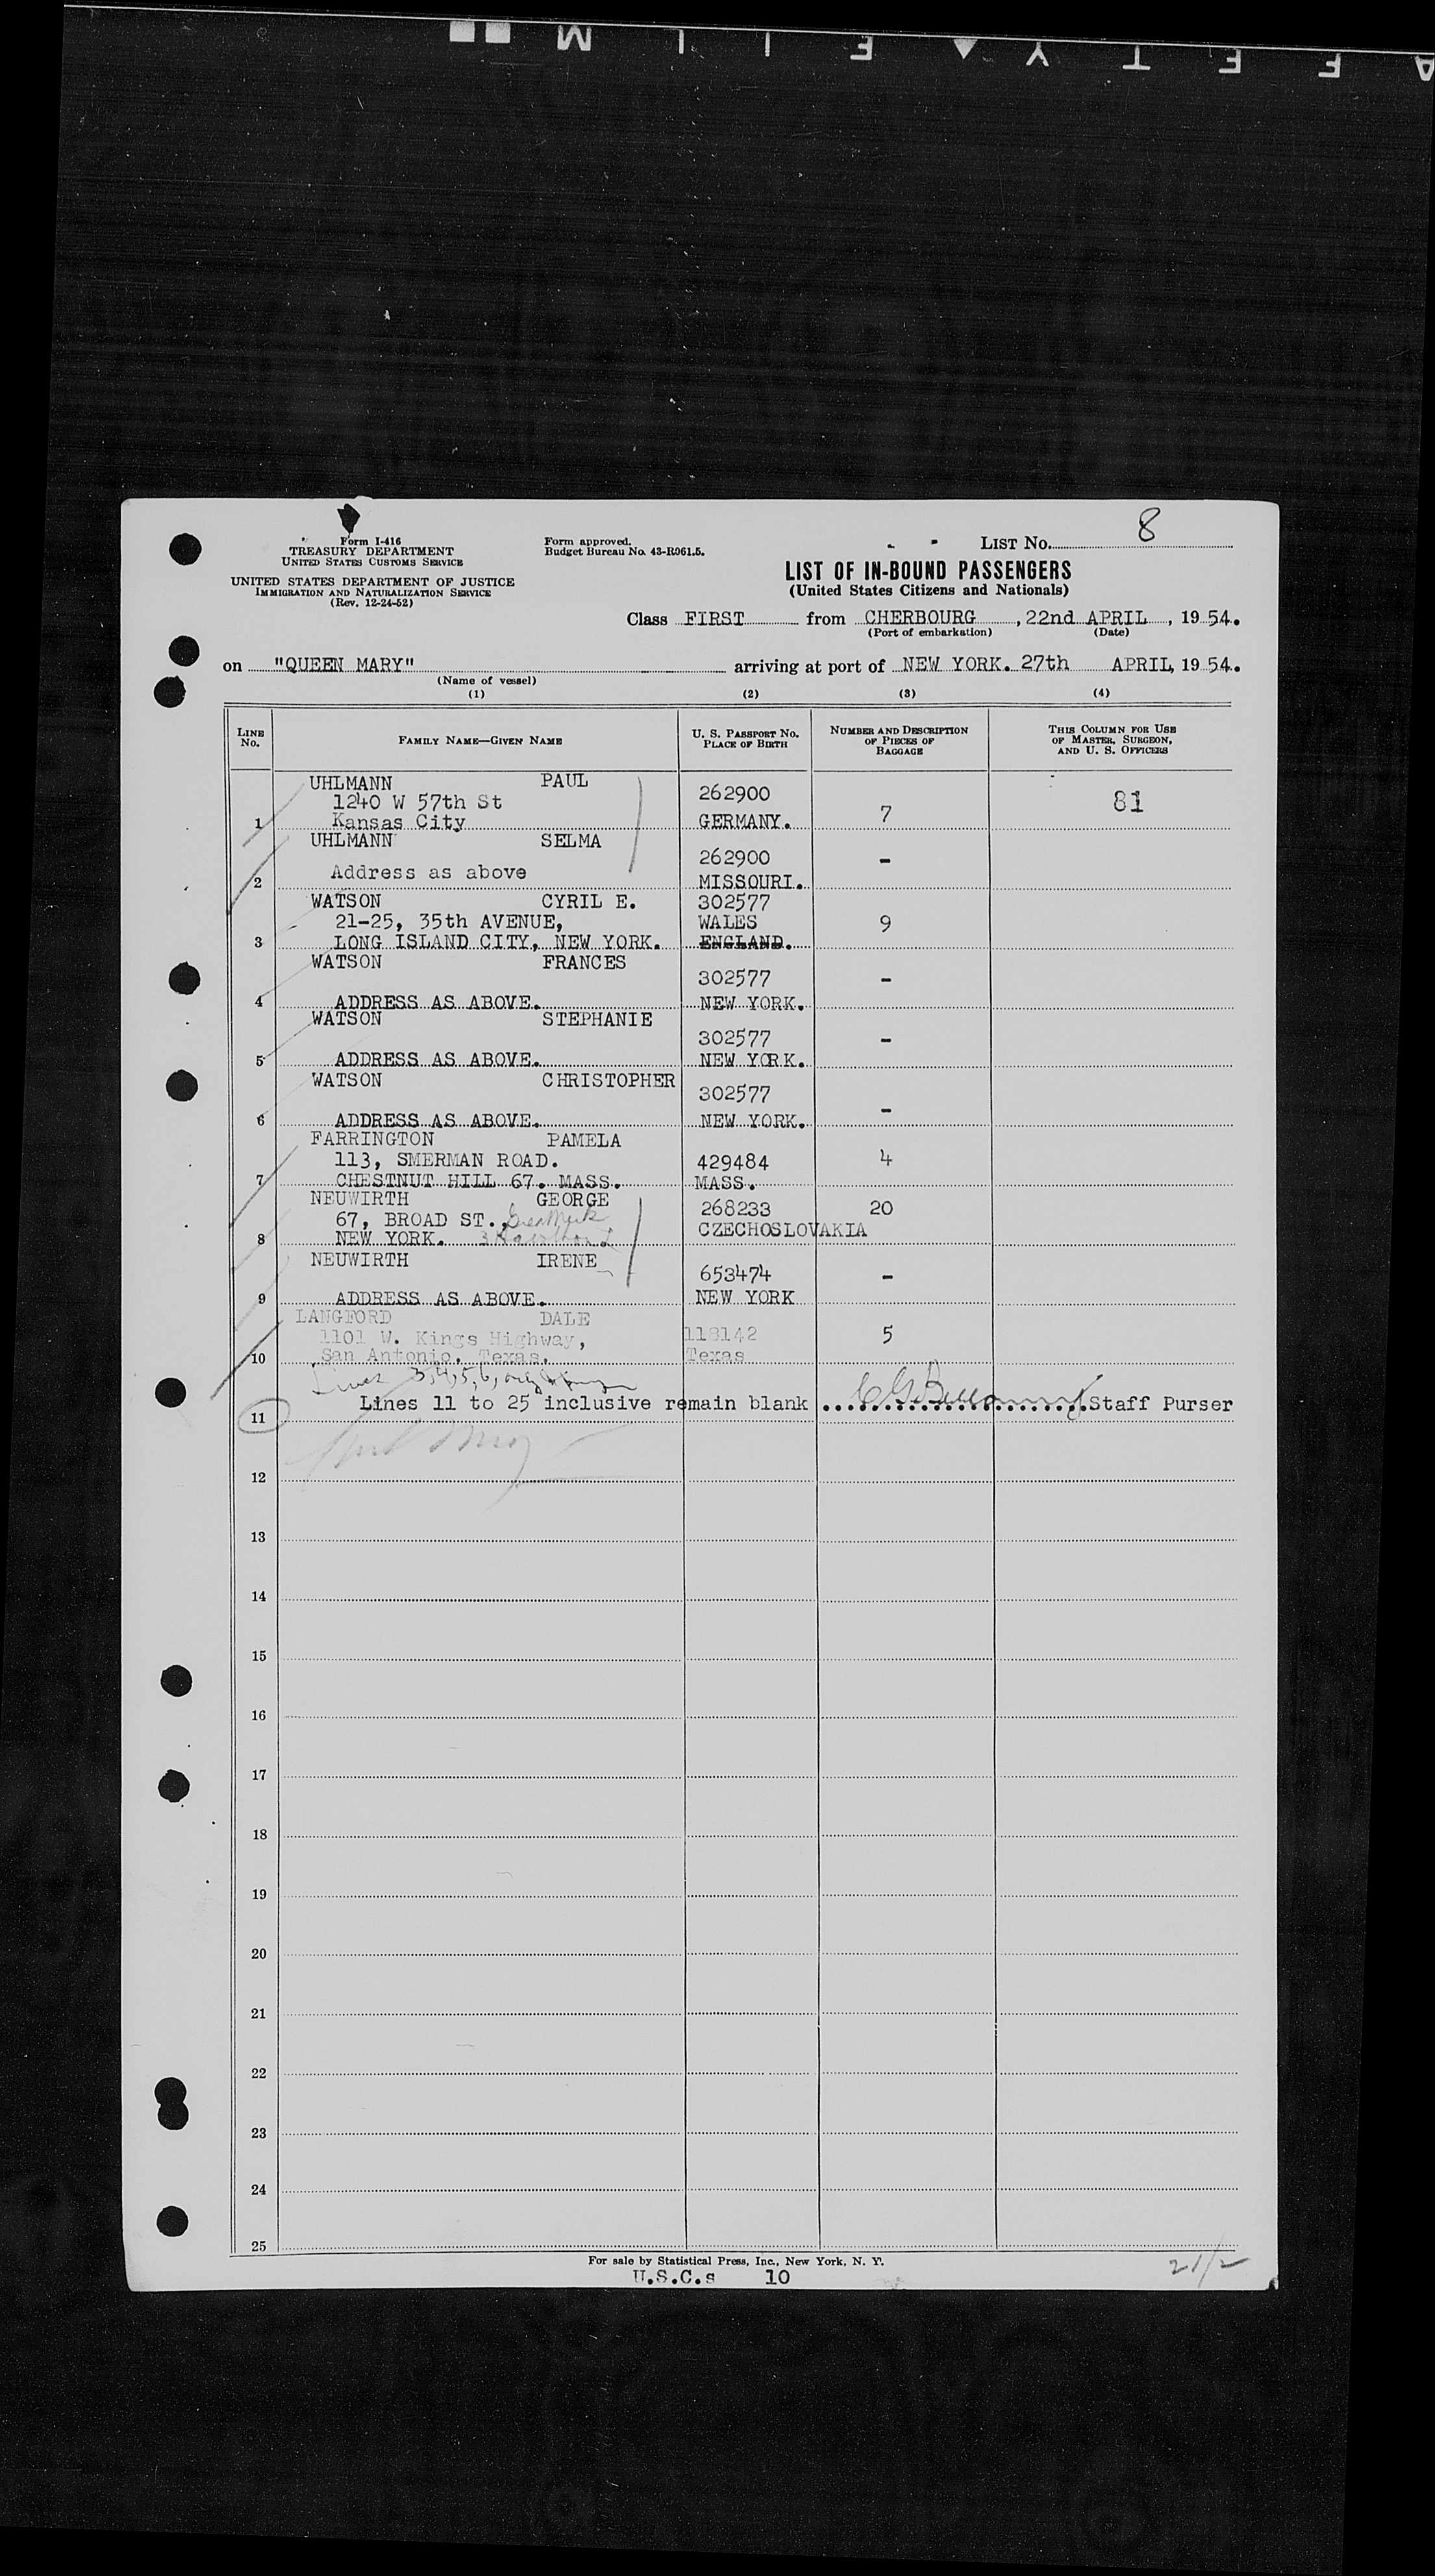 SAFETY FILM
8
Form I-416
TREASURY DEPARTMENT
UNITED STATES CUSTOMS SERVICE
UNITED STATES DEPARTMENT OF JUSTICE
IMMIGRATION AND NATURALIZATION SERVICE
(Rev. 12-24-52)
Form approved.
Budget Bureau No. 43-R061.5.
LIST No.
LIST OF IN-BOUND PASSENGERS
(United States Citizens and Nationals)
Class FIRST from CHERBOURG, 22nd APRIL, 19 54.
(Port of embarkation) (Date)
on "QUEEN MARY" arriving at port of NEW YORK. 27th APRIL, 19 54.
(Name of vessel)
(1) (2) (3) (4)
LINE No. FAMILY NAME—GIVEN NAME U. S. PASSPORT No. PLACE OF BIRTH NUMBER AND DESCRIPTION OF PIECES OF BAGGAGE THIS COLUMN FOR USE OF MASTER, SURGEON, AND U. S. OFFICERS
UHLMANN PAUL
1240 W 57th St 262900 81
1 Kansas City GERMANY. 7
UHLMANN SELMA
262900 -
2 Address as above MISSOURI.
WATSON CYRIL E. 302577
21-25, 35th AVENUE, WALES 9
3 LONG ISLAND CITY, NEW YORK. ENGLAND.
WATSON FRANCES
302577 -
4 ADDRESS AS ABOVE. NEW YORK.
WATSON STEPHANIE
302577 -
5 ADDRESS AS ABOVE. NEW YORK.
WATSON CHRISTOPHER
302577 -
6 ADDRESS AS ABOVE. NEW YORK.
FARRINGTON PAMELA
113, SMERMAN ROAD. 429484 4
7 CHESTNUT HILL 67. MASS. MASS.
NEUWIRTH GEORGE 268233 20
67, BROAD ST., CZECHOSLOVAKIA
8 NEW YORK.
NEUWIRTH IRENE
653474 -
9 ADDRESS AS ABOVE. NEW YORK
LANGFORD DALE
1101 W. Kings Highway, 118142 5
10 San Antonio, Texas. Texas
Lines 3,4,5,6, only
11 Lines 11 to 25 inclusive remain blank Staff Purser
12
13
14
15
16
17
18
19
20
21
22
23
24
25
For sale by Statistical Press, Inc., New York, N. Y.
U.S.C.s 10
21/2